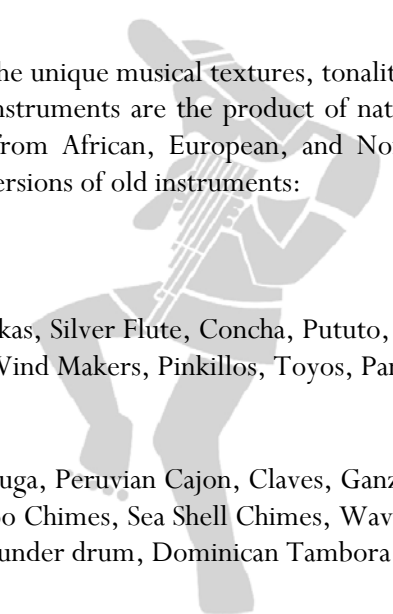 he unique musical textures, tonalit
nstruments are the product of nat
from African, European, and No
ersions of old instruments:
kas, Silver Flute, Concha, Pututo,
Wind Makers, Pinkillos, Toyos, Par
uga, Peruvian Cajon, Claves, Ganz
oo Chimes, Sea Shell Chimes, Wav
under drum, Dominican Tambora